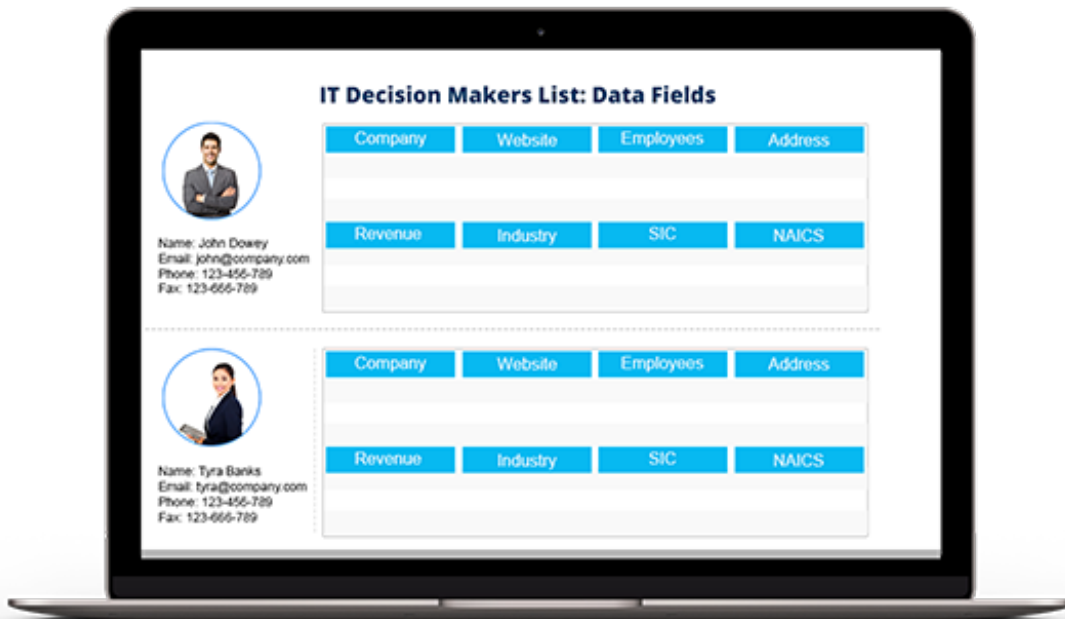 IT Decision Makers List: Data Fields
Company Website Employees Address
Revenue Industry SIC NAICS
Name: John Dowey
Email: john@company.com
Phone: 123-456-789
Fax: 123-666-789
Company Website Employees Address
Revenue Industry SIC NAICS
Name: Tyra Banks
Email: tyra@company.com
Phone: 123-456-789
Fax: 123-666-789